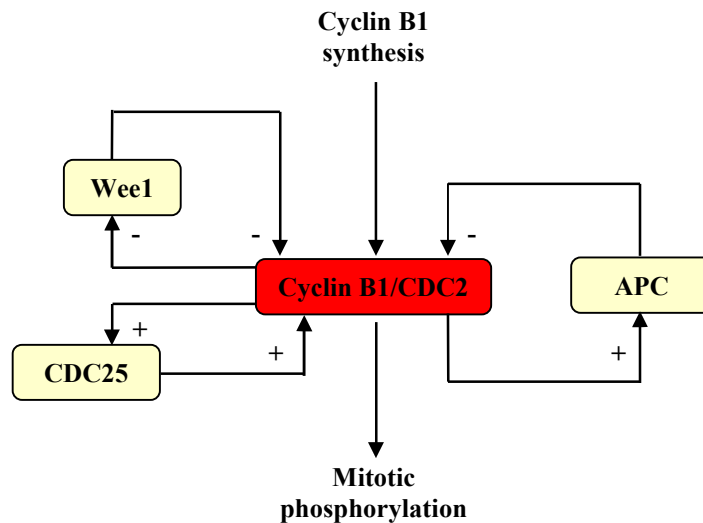 Cyclin B1
synthesis
Wee1
-
-
-
Cyclin B1/CDC2
APC
+
+
+
CDC25
Mitotic
phosphorylation